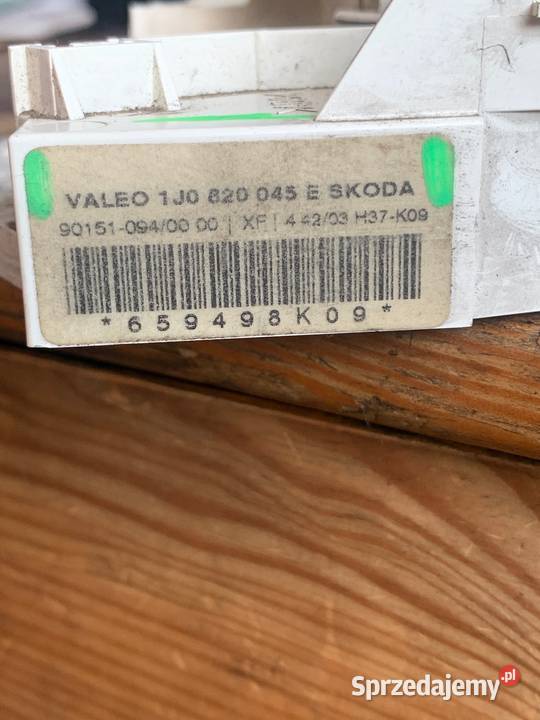 VALEO 1J0 820 045 E SKODA
90151-094/00 00 | XF | 4 42/03 H37-K09
*659498K09*
Sprzedajemy.pl